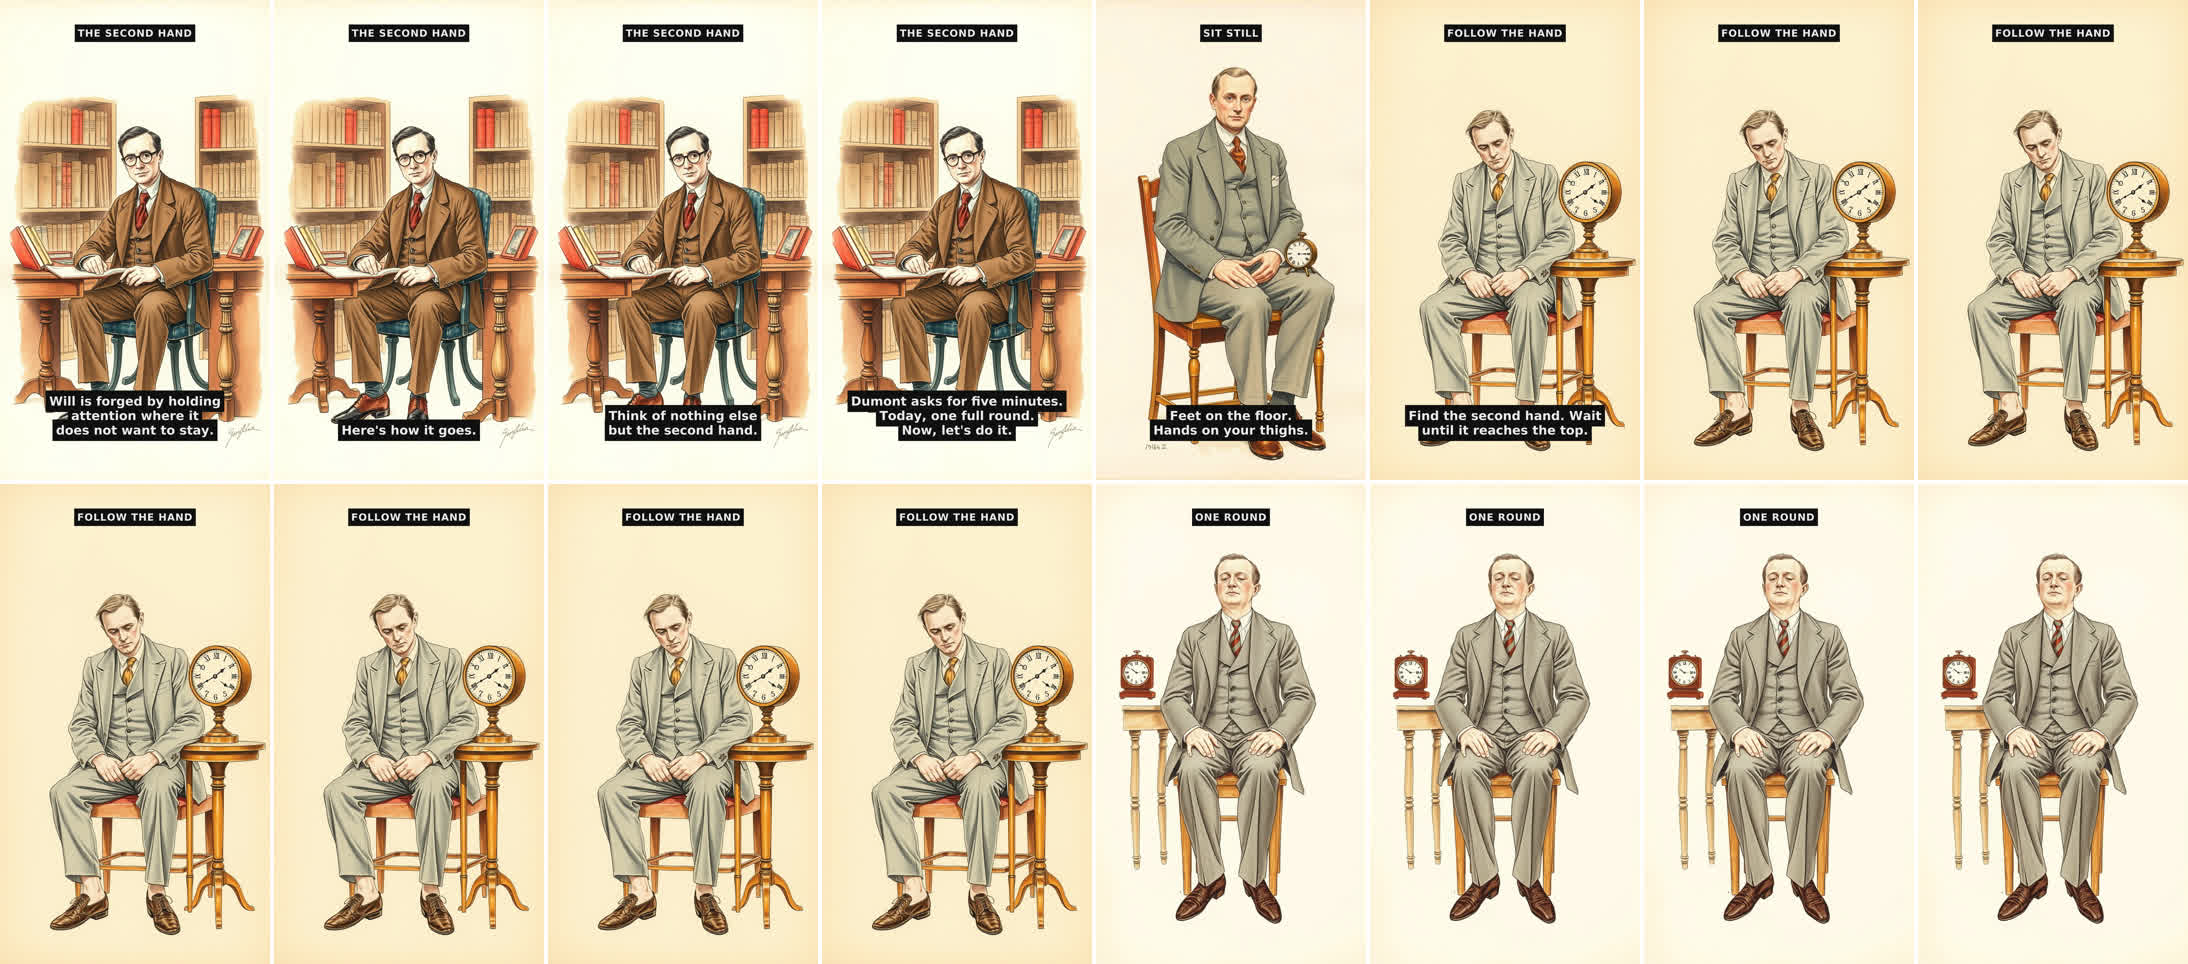 THE SECOND HAND
Will is forged by holding
attention where it
does not want to stay.
THE SECOND HAND
Here's how it goes.
THE SECOND HAND
Think of nothing else
but the second hand.
THE SECOND HAND
Dumont asks for five minutes.
Today, one full round.
Now, let's do it.
SIT STILL
Feet on the floor.
Hands on your thighs.
FOLLOW THE HAND
Find the second hand. Wait
until it reaches the top.
FOLLOW THE HAND
FOLLOW THE HAND
FOLLOW THE HAND
FOLLOW THE HAND
FOLLOW THE HAND
FOLLOW THE HAND
ONE ROUND
ONE ROUND
ONE ROUND